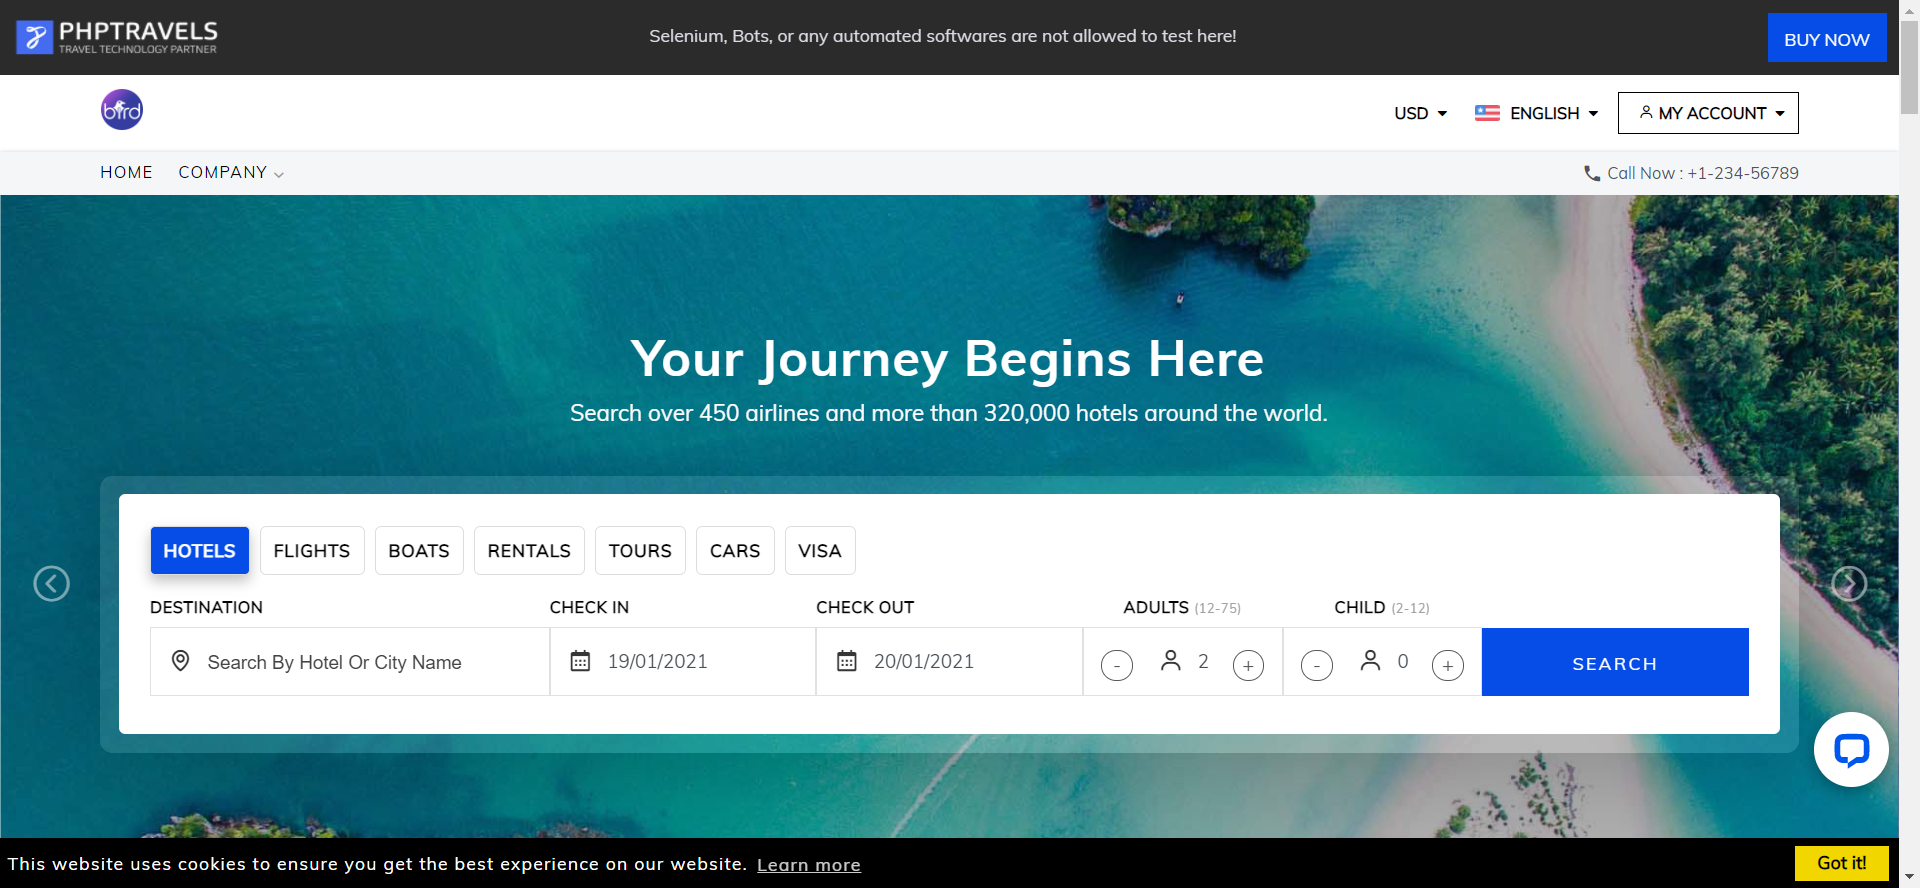 PHPTRAVELS
TRAVEL TECHNOLOGY PARTNER
Selenium, Bots, or any automated softwares are not allowed to test here!
BUY NOW
bird
USD
ENGLISH
MY ACCOUNT
HOME
COMPANY
Call Now : +1-234-56789
Your Journey Begins Here
Search over 450 airlines and more than 320,000 hotels around the world.
HOTELS
FLIGHTS
BOATS
RENTALS
TOURS
CARS
VISA
DESTINATION
CHECK IN
CHECK OUT
ADULTS (12-75)
CHILD (2-12)
Search By Hotel Or City Name
19/01/2021
20/01/2021
- 2 +
- 0 +
SEARCH
This website uses cookies to ensure you get the best experience on our website. Learn more
Got it!